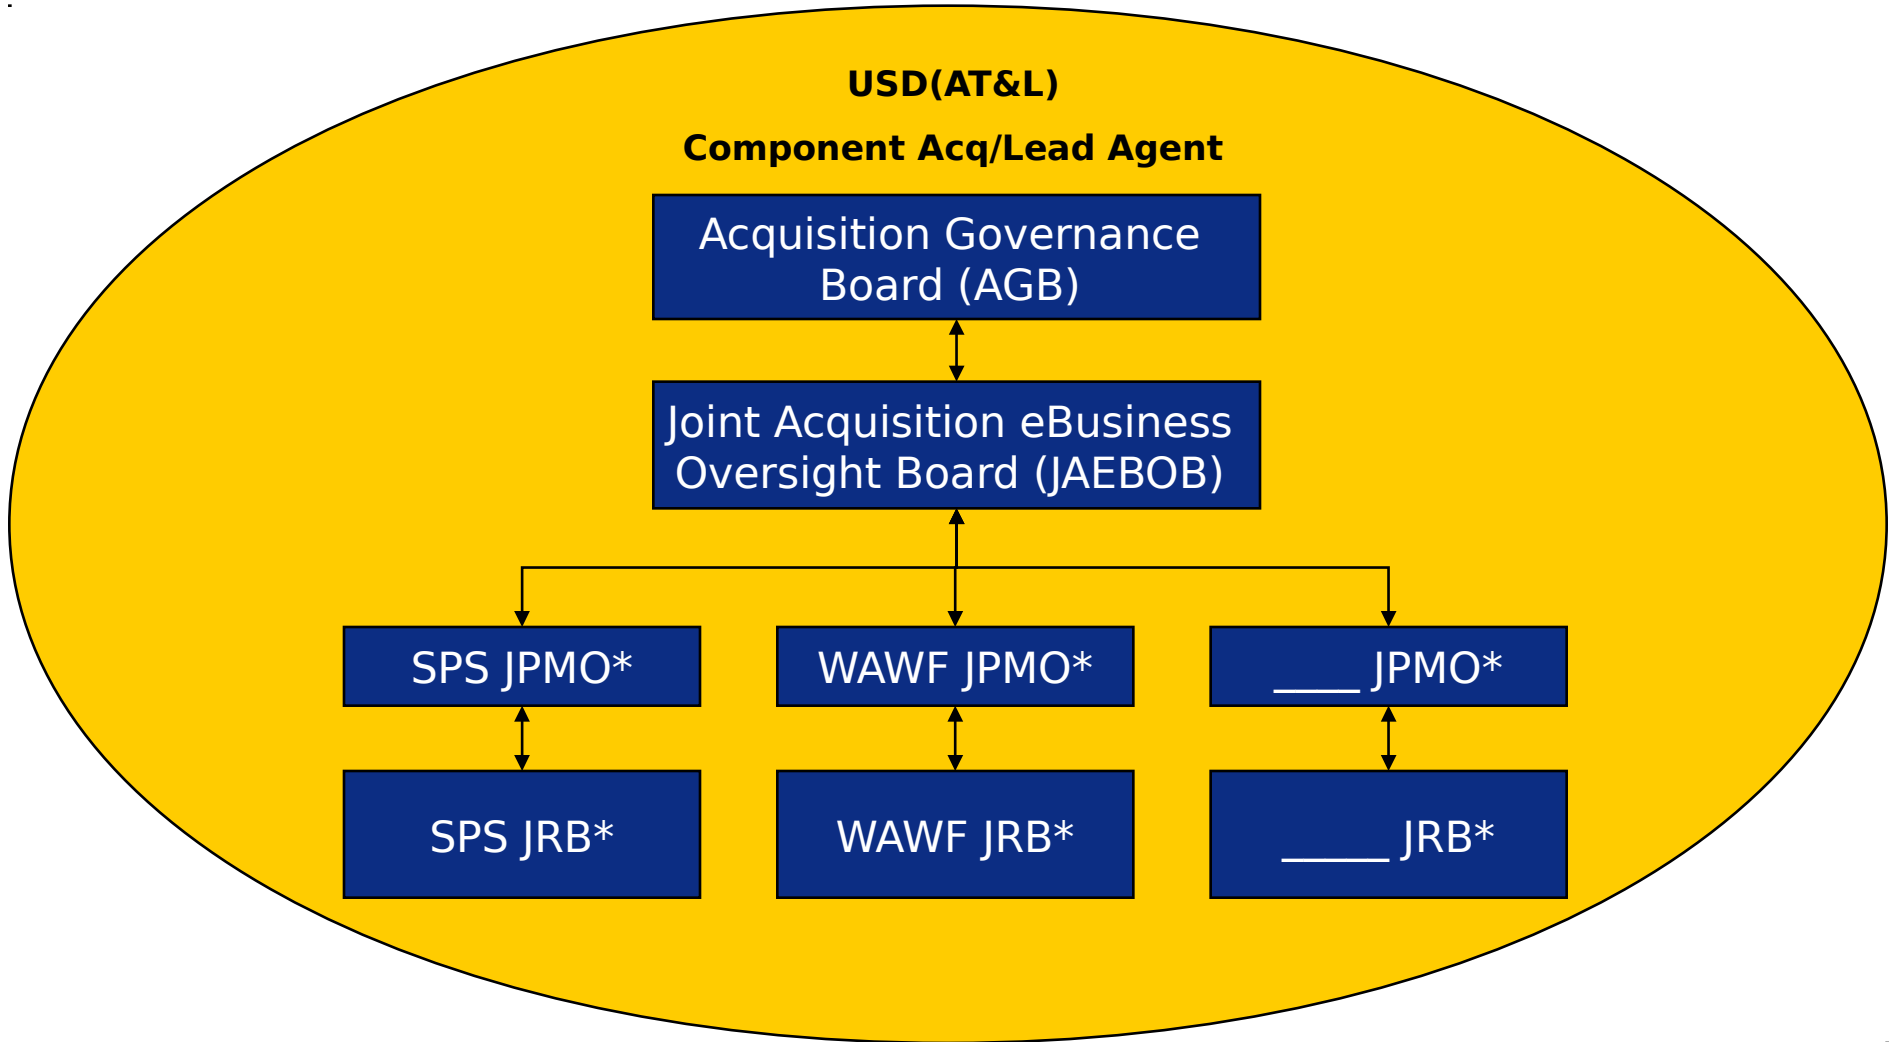 USD(AT&L)
Component Acq/Lead Agent
Acquisition Governance
Board (AGB)
Joint Acquisition eBusiness
Oversight Board (JAEBOB)
SPS JPMO*
WAWF JPMO*
____ JPMO*
SPS JRB*
WAWF JRB*
_____ JRB*